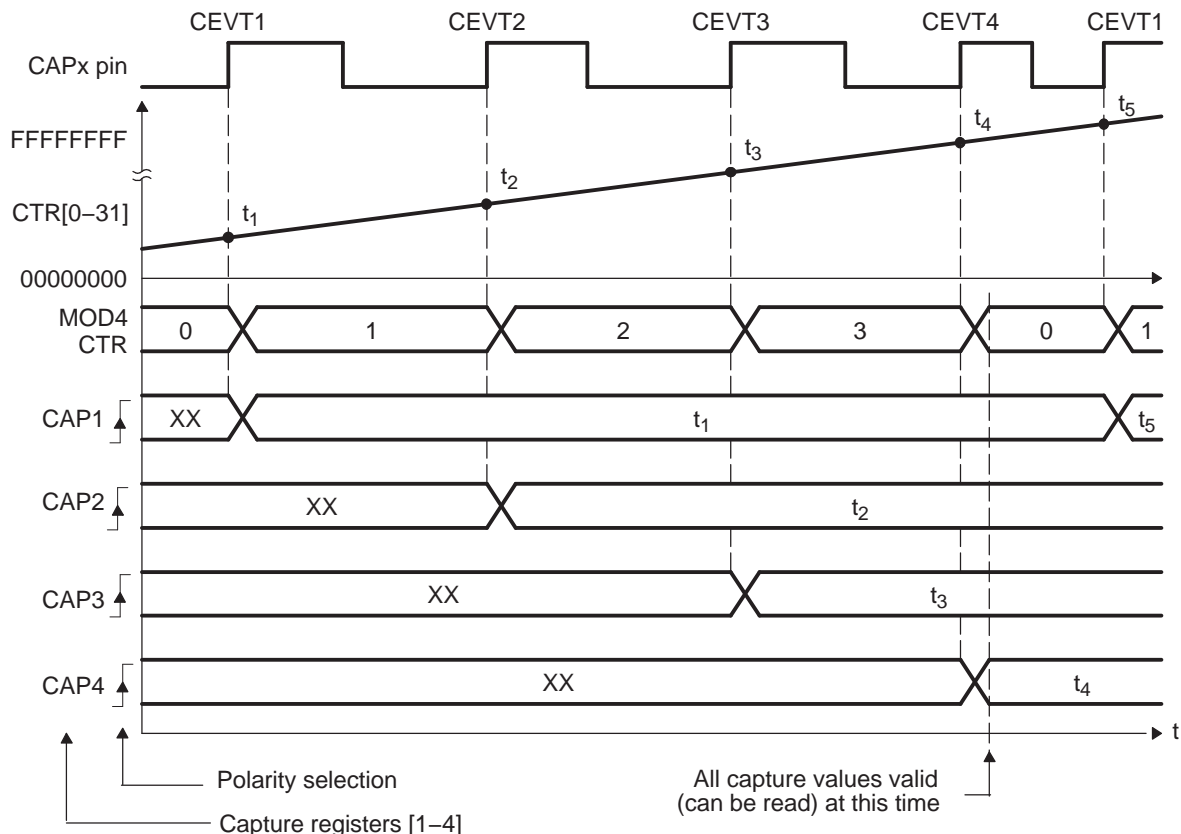 CEVT1 CEVT2 CEVT3 CEVT4 CEVT1
CAPx pin
t5
FFFFFFFF
t4
t3
t2
CTR[0−31]
t1
00000000
MOD4
CTR
0 1 2 3 0 1
CAP1 XX t1 t5
CAP2 XX t2
CAP3 XX t3
CAP4 XX t4
t
Polarity selection
All capture values valid
(can be read) at this time
Capture registers [1−4]